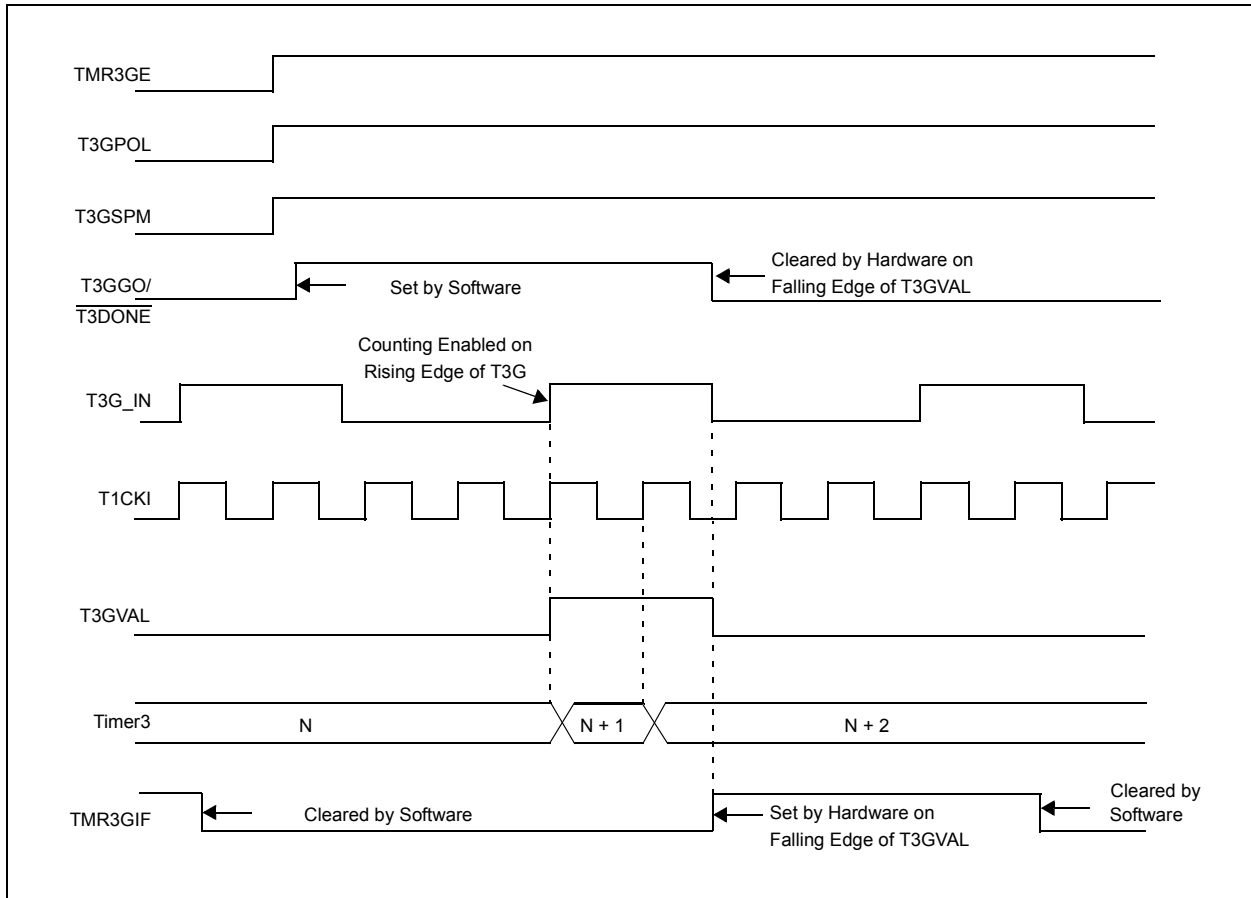 TMR3GE
T3GPOL
T3GSPM
T3GGO/
T3DONE
Set by Software
Cleared by Hardware on
Falling Edge of T3GVAL
Counting Enabled on
Rising Edge of T3G
T3G_IN
T1CKI
T3GVAL
Timer3
N
N + 1
N + 2
TMR3GIF
Cleared by Software
Set by Hardware on
Falling Edge of T3GVAL
Cleared by
Software